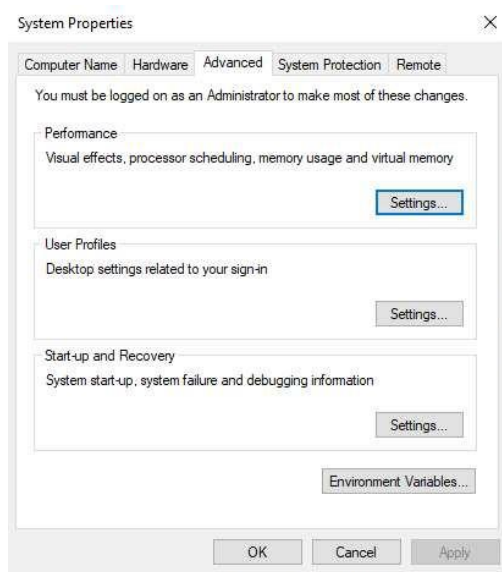 System Properties
Computer Name Hardware Advanced System Protection Remote
You must be logged on as an Administrator to make most of these changes.
Performance
Visual effects, processor scheduling, memory usage and virtual memory
Settings...
User Profiles
Desktop settings related to your sign-in
Settings...
Start-up and Recovery
System start-up, system failure and debugging information
Settings...
Environment Variables...
OK Cancel Apply